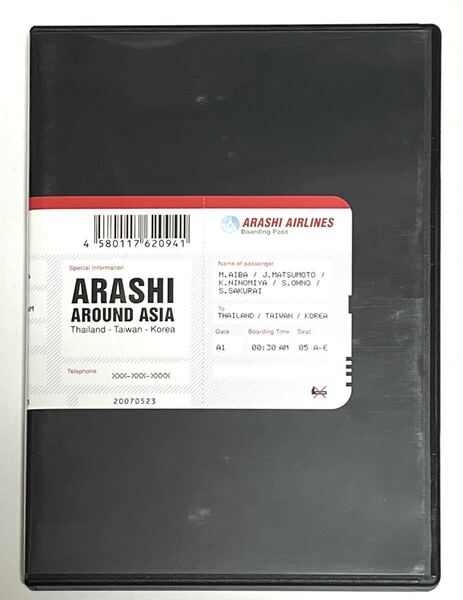 4 580117 620941
ARASHI AIRLINES
Boarding Pass
Special Information
ARASHI
AROUND ASIA
Thailand - Taiwan - Korea
Telephone
XXX-XXX-XXXX
20070523
Name of passenger
M.AIBA / J.MATSUMOTO /
K.NINOMIYA / S.OHNO /
S.SAKURAI
To
THAILAND / TAIWAN / KOREA
Gate Boarding Time Seat
A1 00:30 AM 05 A-E